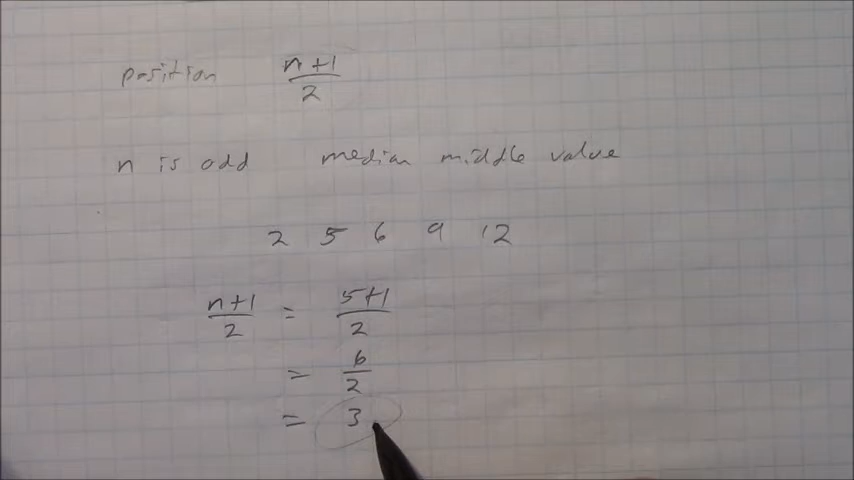 position n+1/2
n is odd median middle value
2 5 6 9 12
n+1/2 = 5+1/2
= 6/2
= 3